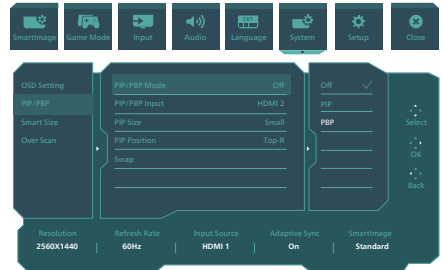 SmartImage Game Mode Input Audio TXT Language System Setup Close
OSD Setting
PIP/PBP
Smart Size
Over Scan
PIP/PBP Mode Off
PIP/PBP Input HDMI 2
PIP Size Small
PIP Position Top-R
Swap
Off
PIP
PBP
Select
OK
Back
Resolution Refresh Rate Input Source Adaptive Sync SmartImage
2560X1440 | 60Hz | HDMI 1 | On | Standard